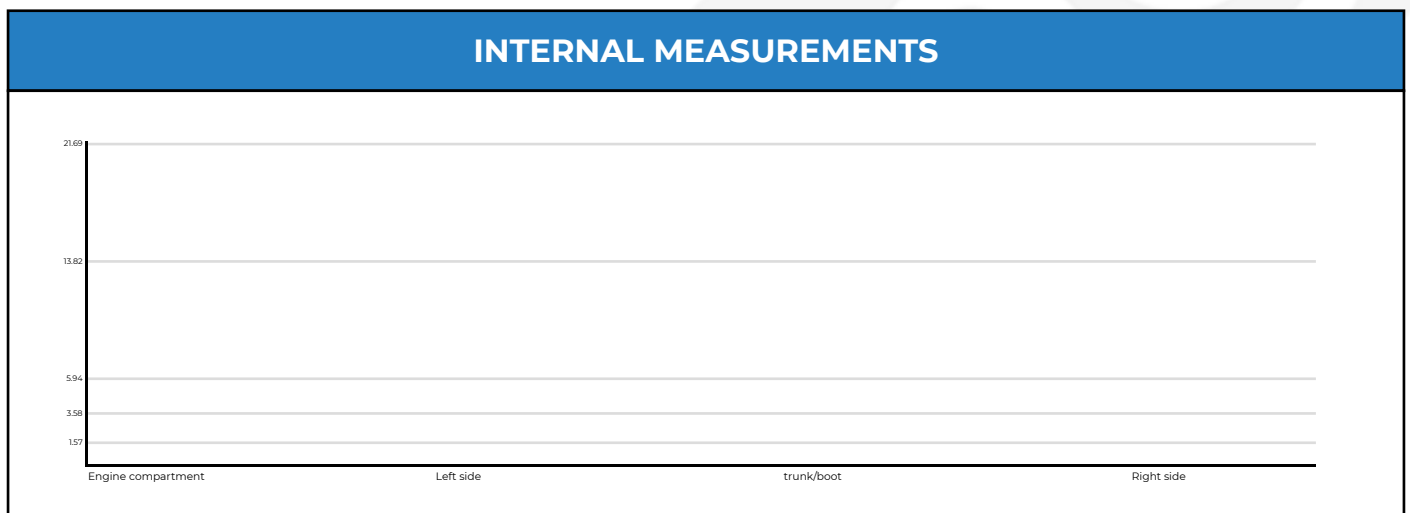 INTERNAL MEASUREMENTS
21.69
13.82
5.94
3.58
1.57
Engine compartment Left side trunk/boot Right side